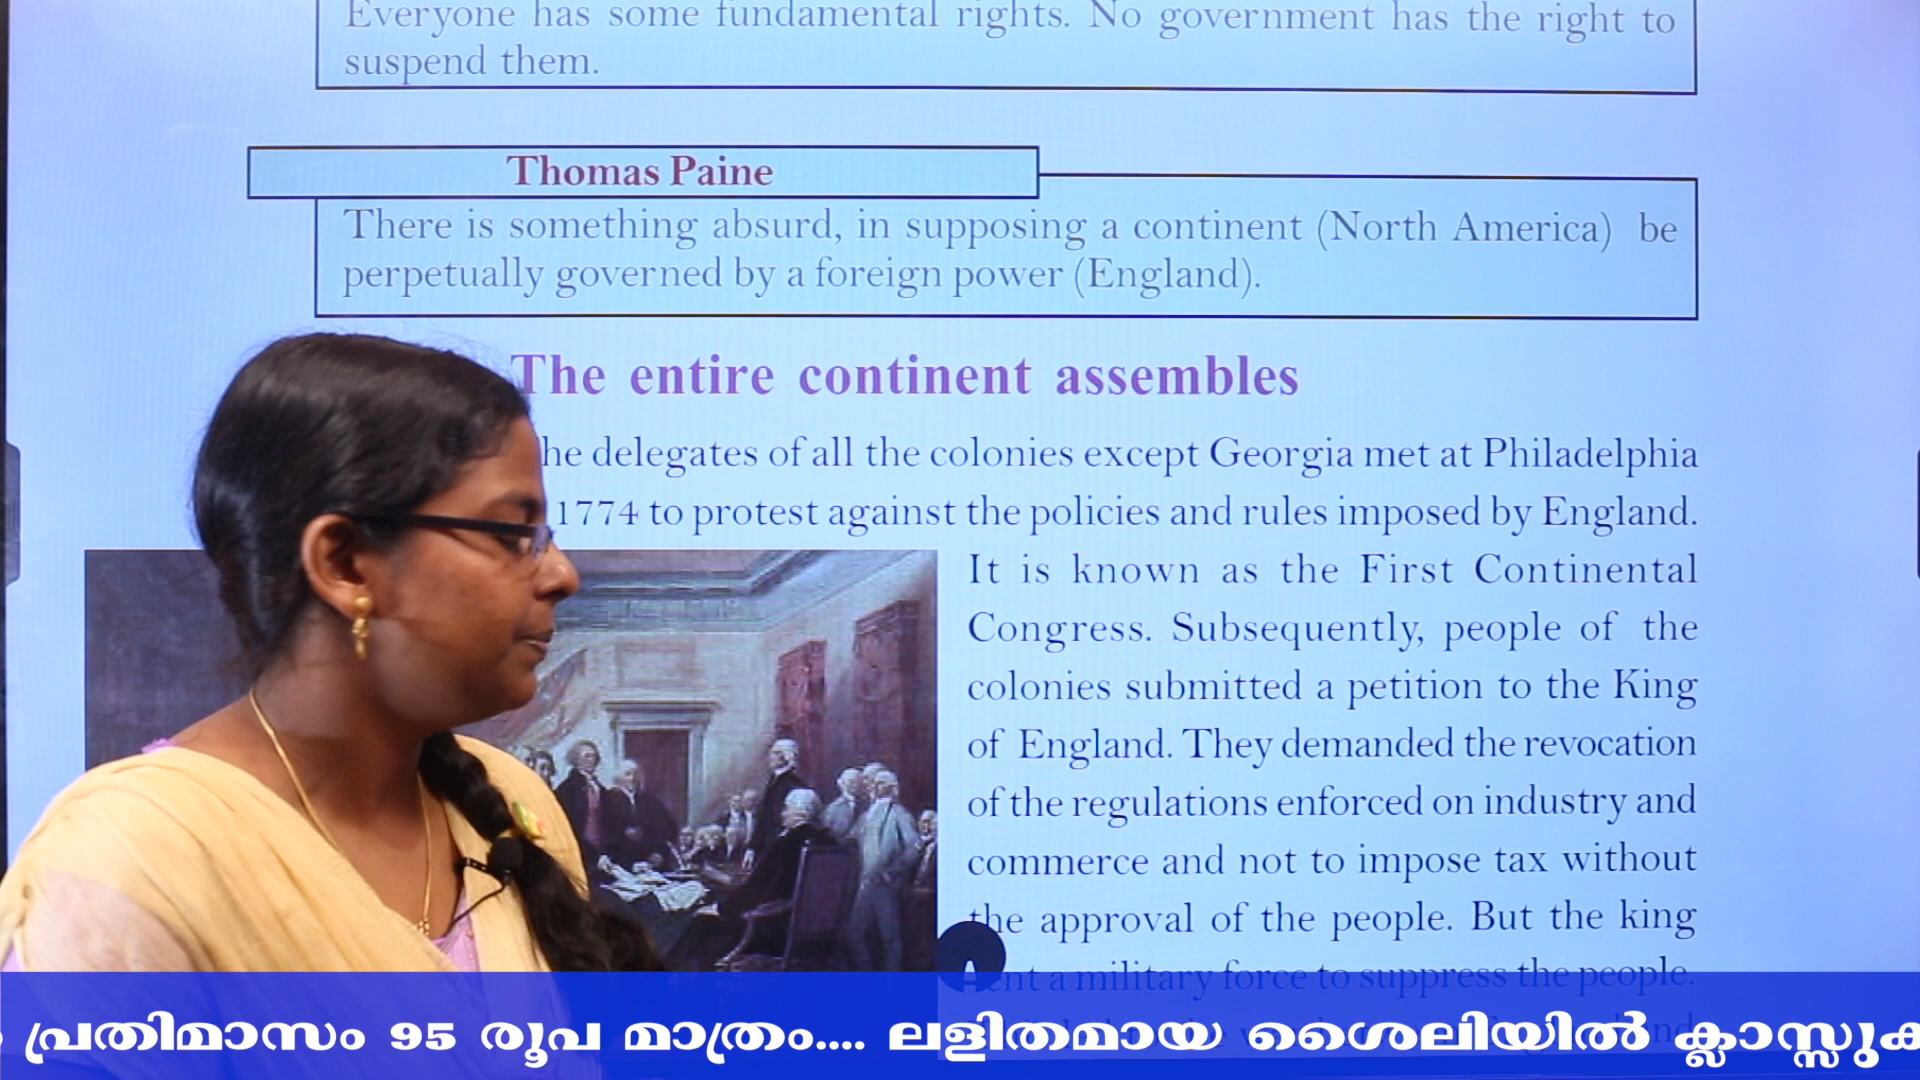 Everyone has some fundamental rights. No government has the right to
suspend them.
Thomas Paine
There is something absurd, in supposing a continent (North America) be
perpetually governed by a foreign power (England).
The entire continent assembles
he delegates of all the colonies except Georgia met at Philadelphia
1774 to protest against the policies and rules imposed by England.
It is known as the First Continental
Congress. Subsequently, people of the
colonies submitted a petition to the King
of England. They demanded the revocation
of the regulations enforced on industry and
commerce and not to impose tax without
the approval of the people. But the king
ent a military force to suppress the people.
പ്രതിമാസം 95 രൂപ മാത്രം.... ലളിതമായ ശൈലിയിൽ ക്ലാസ്സുക